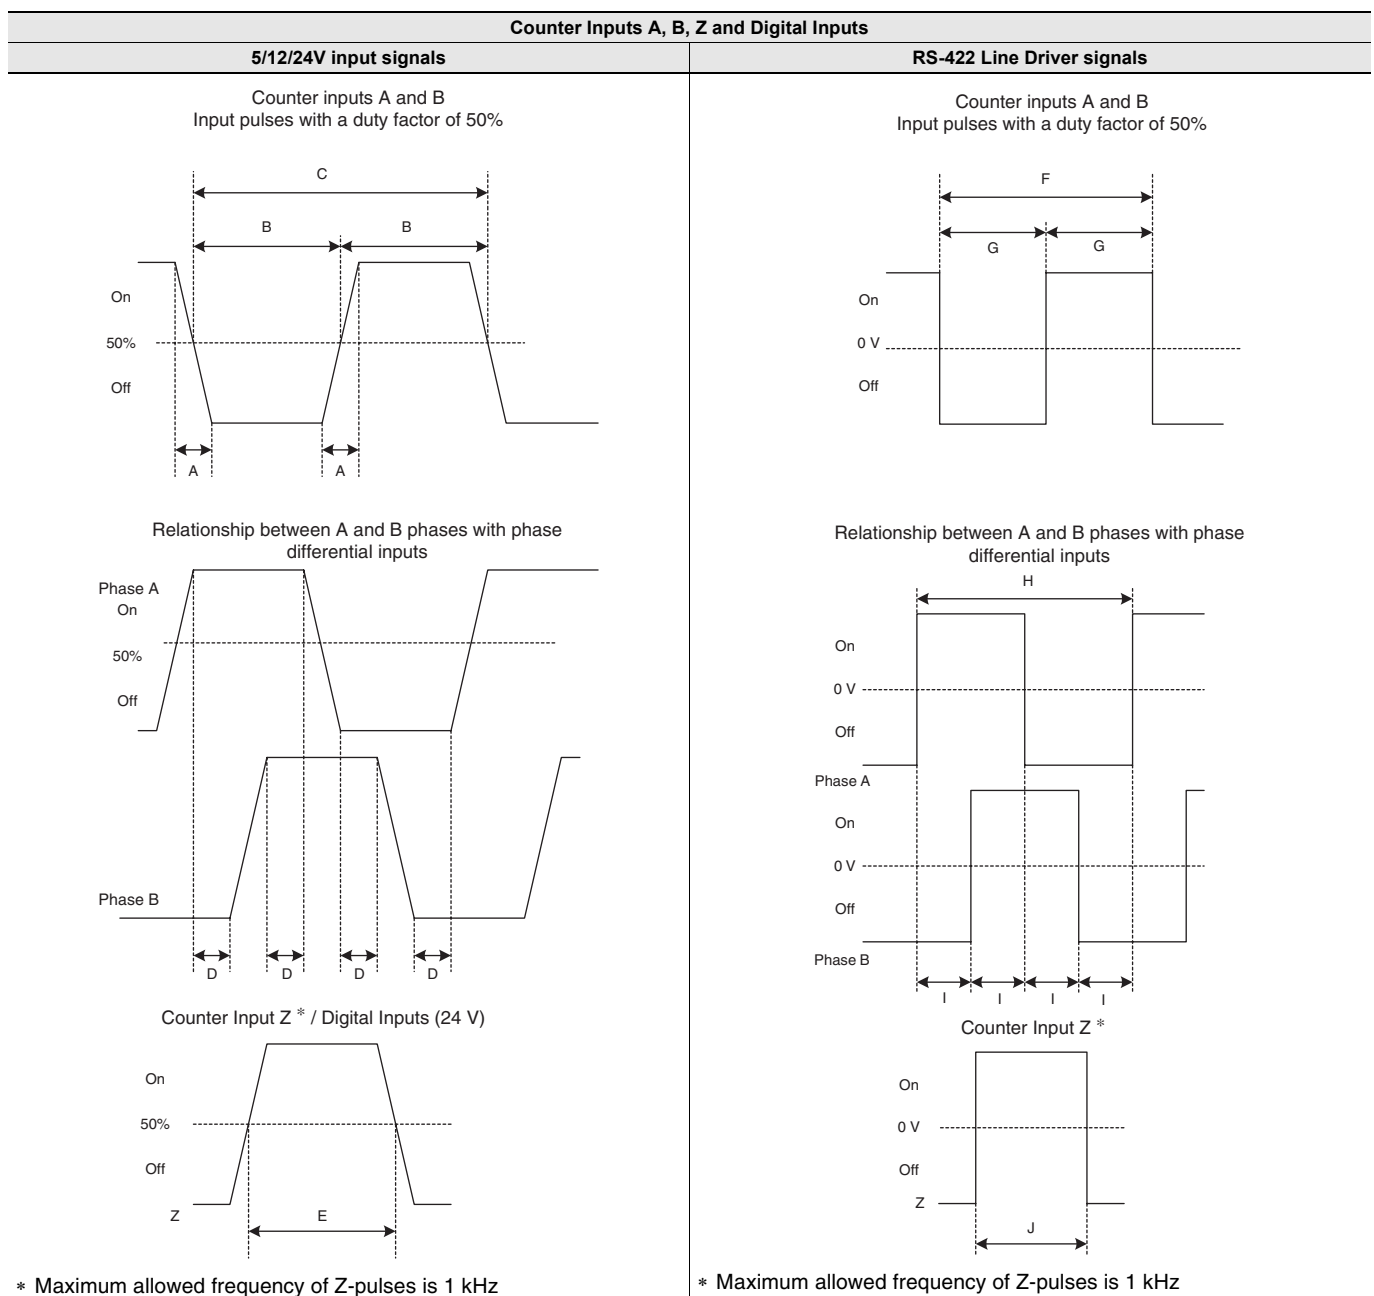 Counter Inputs A, B, Z and Digital Inputs
5/12/24V input signals
RS-422 Line Driver signals
Counter inputs A and B
Input pulses with a duty factor of 50%
C
B B
On
50%
Off
A A
Relationship between A and B phases with phase
differential inputs
Phase A
On
50%
Off
Phase B
D D D D
Counter Input Z * / Digital Inputs (24 V)
On
50%
Off
Z
E
* Maximum allowed frequency of Z-pulses is 1 kHz
Counter inputs A and B
Input pulses with a duty factor of 50%
F
G G
On
0 V
Off
Relationship between A and B phases with phase
differential inputs
H
On
0 V
Off
Phase A
On
0 V
Off
Phase B
I I I I
Counter Input Z *
On
0 V
Off
Z
J
* Maximum allowed frequency of Z-pulses is 1 kHz